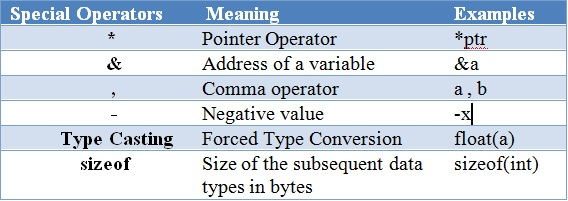 Special Operators Meaning Examples
* Pointer Operator *ptr
& Address of a variable &a
, Comma operator a , b
- Negative value -x
Type Casting Forced Type Conversion float(a)
sizeof Size of the subsequent data sizeof(int)
types in bytes